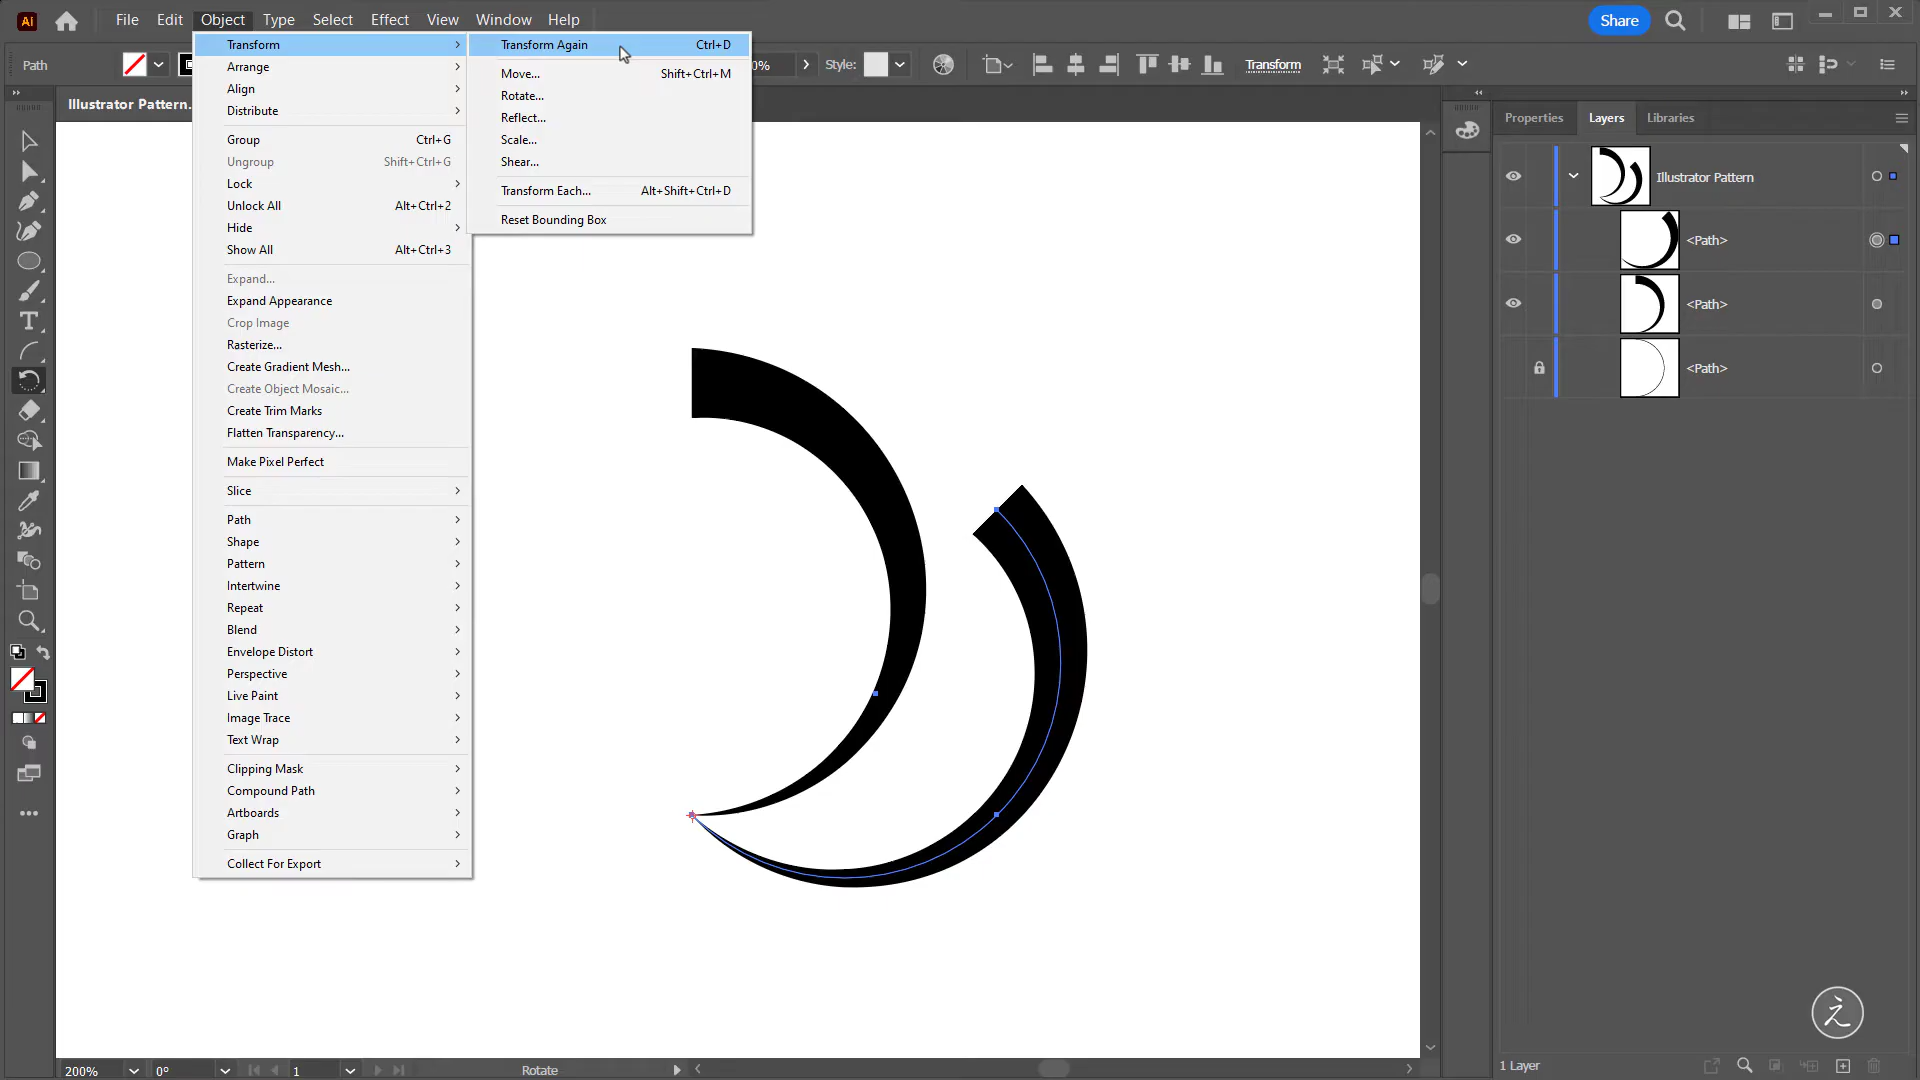 Ai File Edit Object Type Select Effect View Window Help Share
Path 0% Style: Transform
Illustrator Pattern.
Transform
Arrange
Align
Distribute
Group Ctrl+G
Ungroup Shift+Ctrl+G
Lock
Unlock All Alt+Ctrl+2
Hide
Show All Alt+Ctrl+3
Expand...
Expand Appearance
Crop Image
Rasterize...
Create Gradient Mesh...
Create Object Mosaic...
Create Trim Marks
Flatten Transparency...
Make Pixel Perfect
Slice
Path
Shape
Pattern
Intertwine
Repeat
Blend
Envelope Distort
Perspective
Live Paint
Image Trace
Text Wrap
Clipping Mask
Compound Path
Artboards
Graph
Collect For Export
Transform Again Ctrl+D
Move... Shift+Ctrl+M
Rotate...
Reflect...
Scale...
Shear...
Transform Each... Alt+Shift+Ctrl+D
Reset Bounding Box
Properties Layers Libraries
Illustrator Pattern
<Path>
<Path>
<Path>
1 Layer
200% 0° 1 Rotate